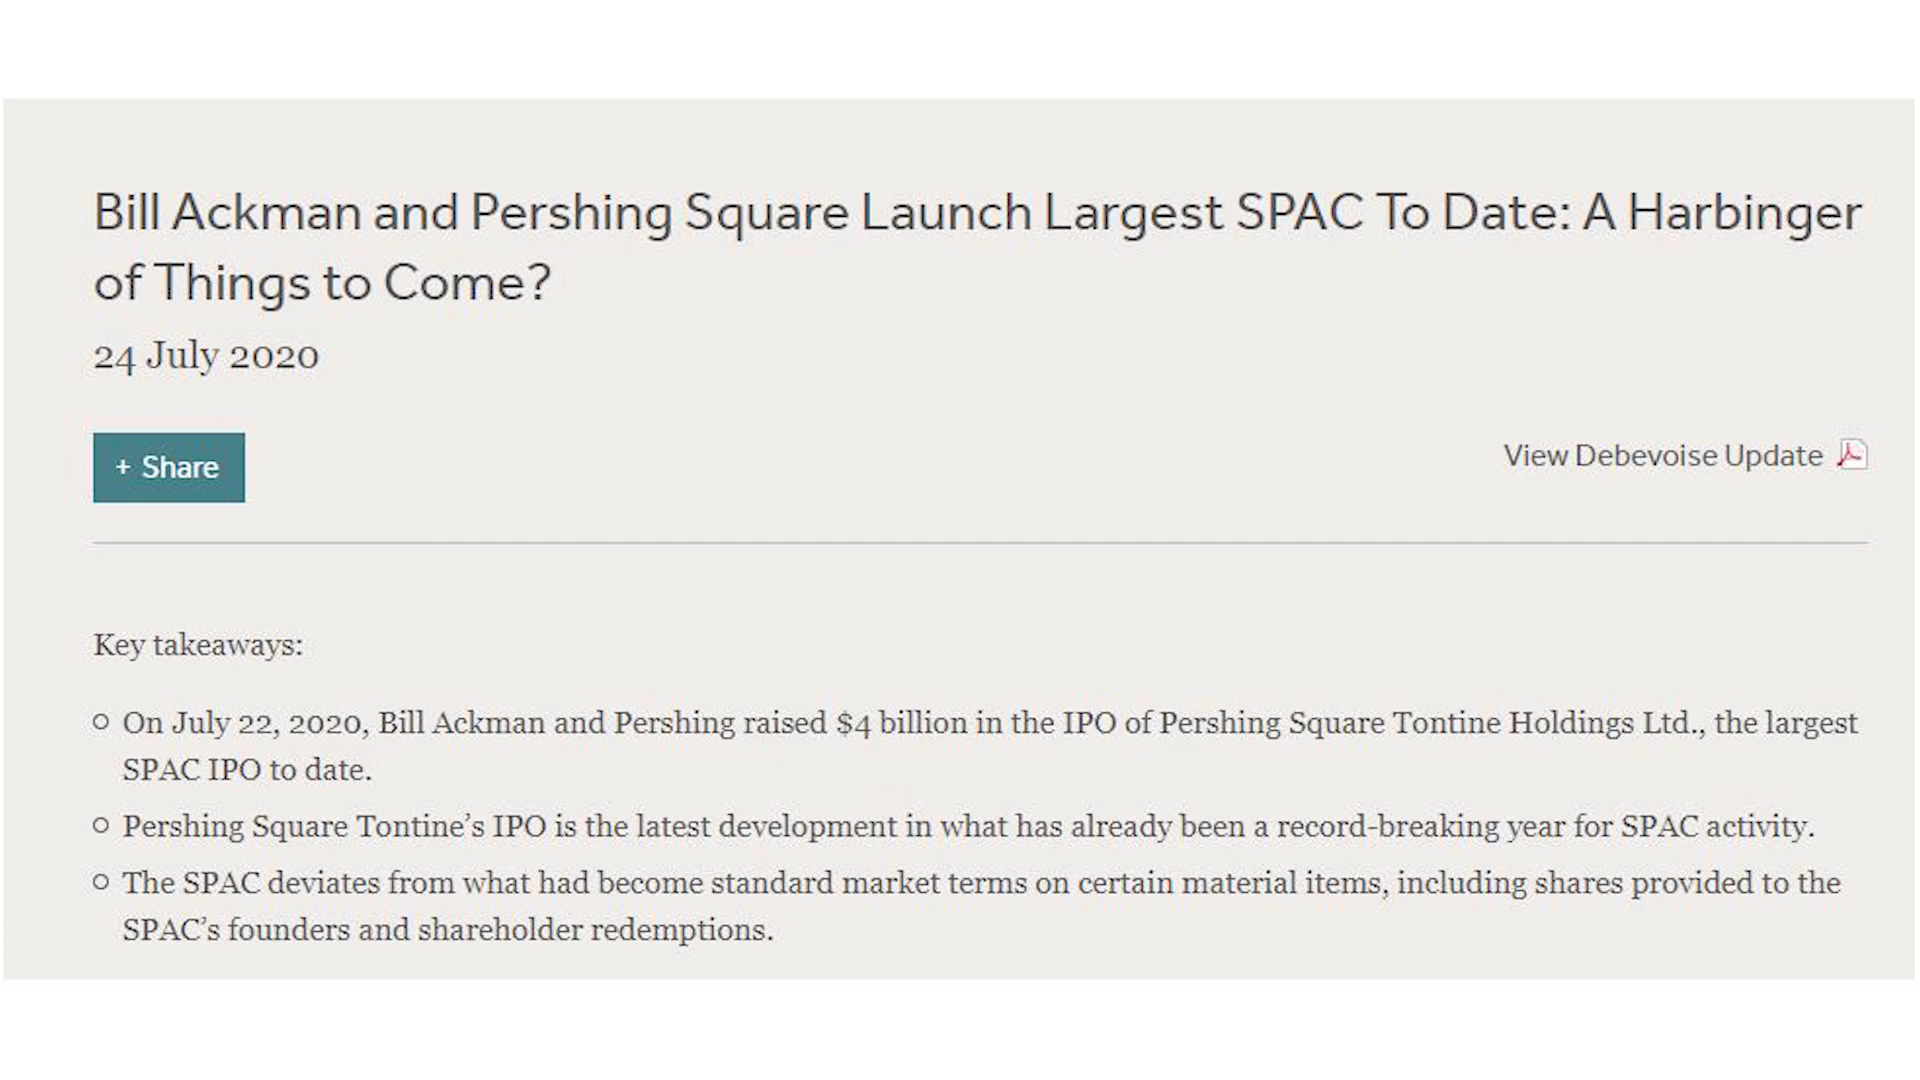 Bill Ackman and Pershing Square Launch Largest SPAC To Date: A Harbinger
of Things to Come?
24 July 2020
+ Share
View Debevoise Update
Key takeaways:
On July 22, 2020, Bill Ackman and Pershing raised $4 billion in the IPO of Pershing Square Tontine Holdings Ltd., the largest
SPAC IPO to date.
Pershing Square Tontine’s IPO is the latest development in what has already been a record-breaking year for SPAC activity.
The SPAC deviates from what had become standard market terms on certain material items, including shares provided to the
SPAC’s founders and shareholder redemptions.